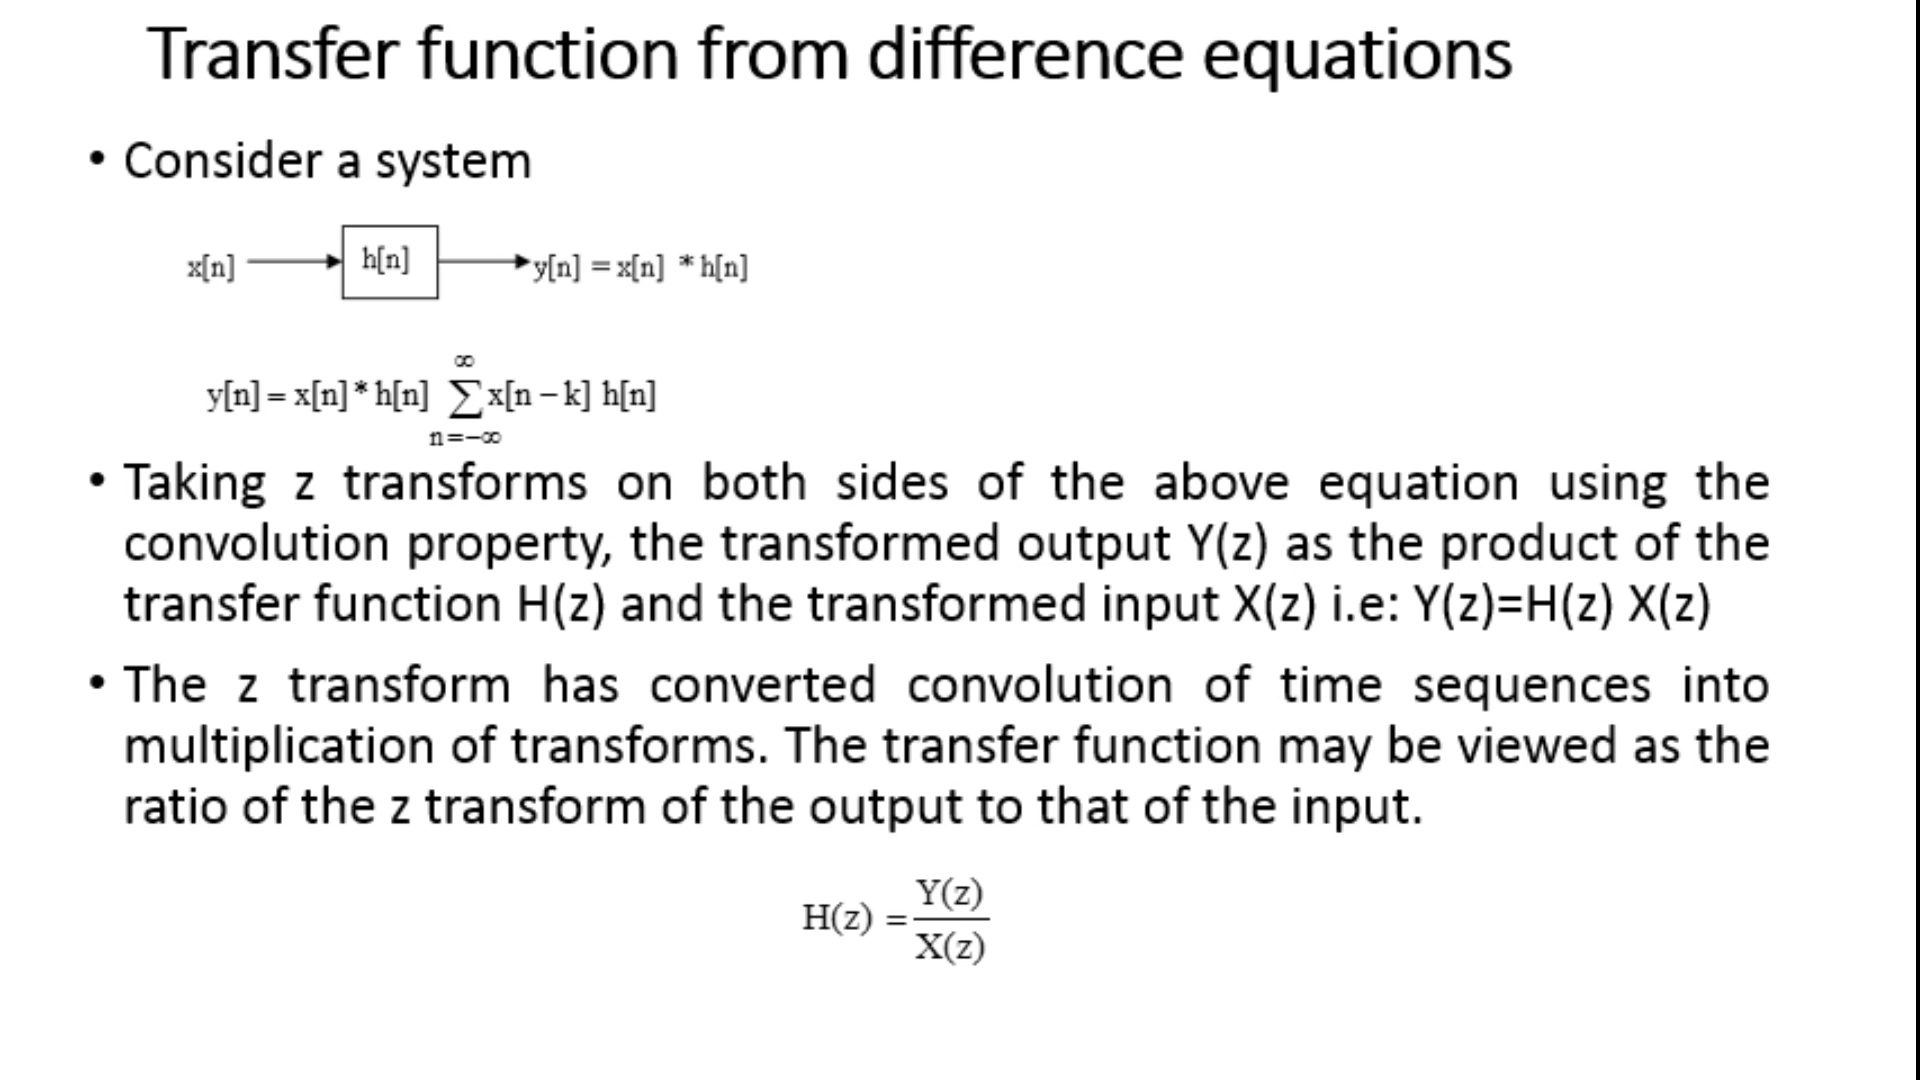 Transfer function from difference equations
• Consider a system
x[n] h[n] y[n] = x[n] * h[n]
∞
y[n] = x[n] * h[n] ∑ x[n – k] h[n]
n=–∞
• Taking z transforms on both sides of the above equation using the
convolution property, the transformed output Y(z) as the product of the
transfer function H(z) and the transformed input X(z) i.e: Y(z)=H(z) X(z)
• The z transform has converted convolution of time sequences into
multiplication of transforms. The transfer function may be viewed as the
ratio of the z transform of the output to that of the input.
Y(z)
H(z) =
X(z)